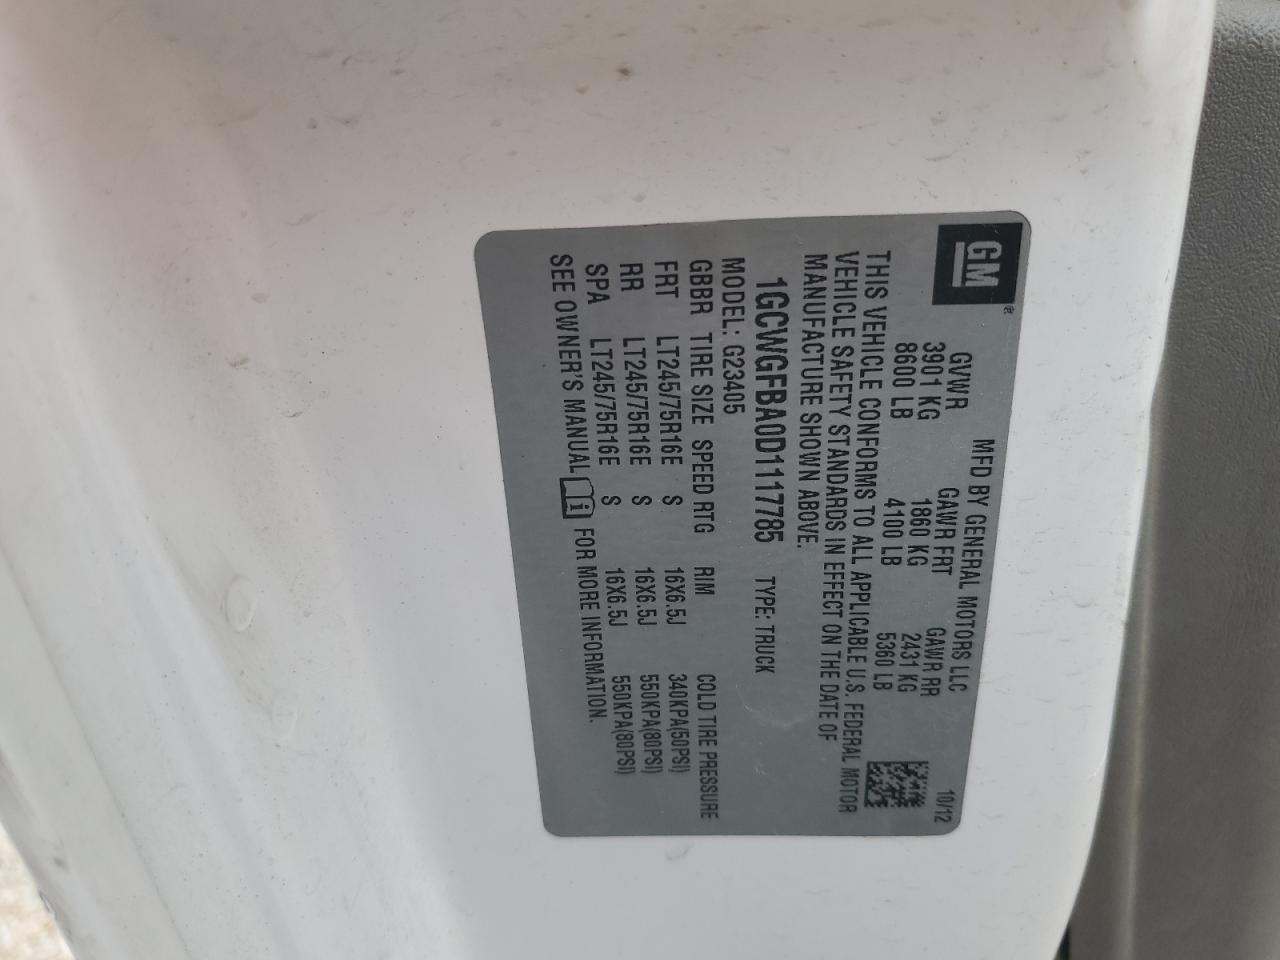 GM®
MFD BY GENERAL MOTORS LLC 10/12
GVWR GAWR FRT GAWR RR
3901 KG 1860 KG 2431 KG
8600 LB 4100 LB 5360 LB
THIS VEHICLE CONFORMS TO ALL APPLICABLE U.S. FEDERAL MOTOR
VEHICLE SAFETY STANDARDS IN EFFECT ON THE DATE OF
MANUFACTURE SHOWN ABOVE.
1GCWGFBA0D1117785 TYPE: TRUCK
MODEL: G23405
GBBR TIRE SIZE SPEED RTG RIM COLD TIRE PRESSURE
FRT LT245/75R16E S 16X6.5J 340KPA(50PSI)
RR LT245/75R16E S 16X6.5J 550KPA(80PSI)
SPA LT245/75R16E S 16X6.5J 550KPA(80PSI)
SEE OWNER'S MANUAL i FOR MORE INFORMATION.